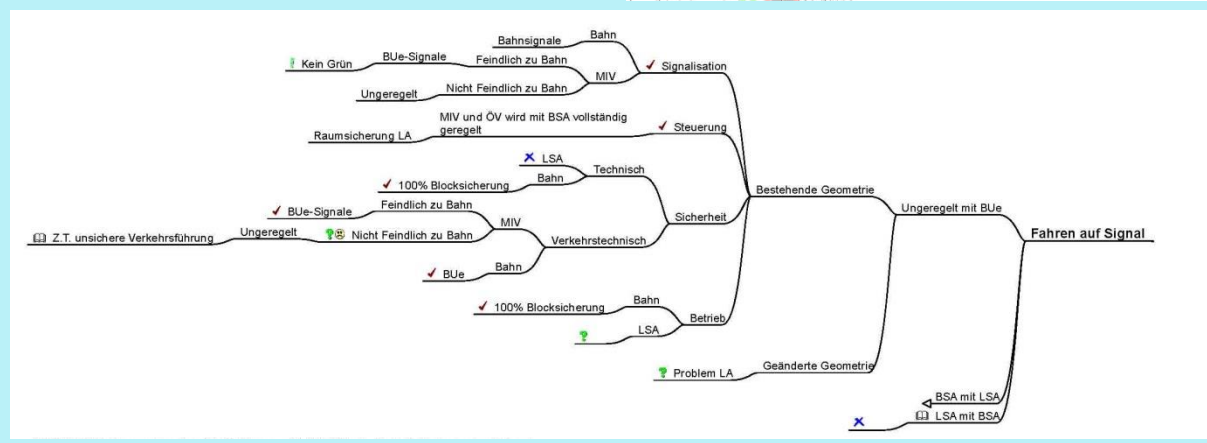 Bahnsignale
Bahn
Kein Grün
BUe-Signale
Feindlich zu Bahn
MIV
Signalisation
Ungeregelt
Nicht Feindlich zu Bahn
MIV und ÖV wird mit BSA vollständig
geregelt
Raumsicherung LA
Steuerung
LSA
Technisch
100% Blocksicherung
Bahn
Bestehende Geometrie
Ungeregelt mit BUe
BUe-Signale
Feindlich zu Bahn
MIV
Sicherheit
Z.T. unsichere Verkehrsführung
Ungeregelt
Nicht Feindlich zu Bahn
Verkehrstechnisch
Fahren auf Signal
BUe
Bahn
100% Blocksicherung
Bahn
Betrieb
LSA
Problem LA
Geänderte Geometrie
BSA mit LSA
LSA mit BSA